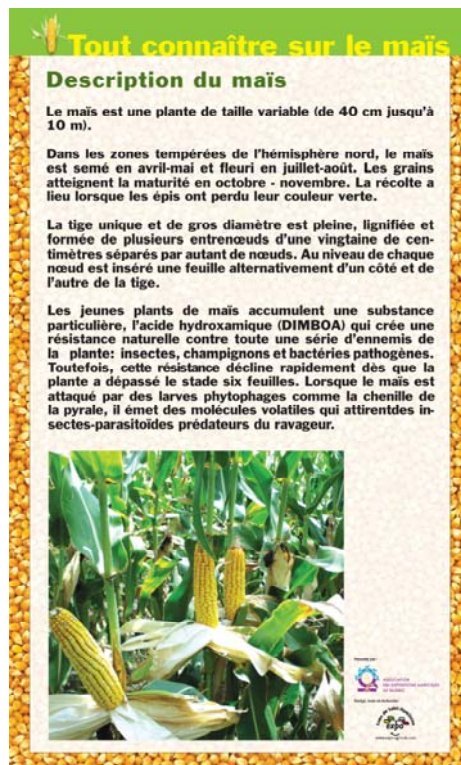 Tout connaître sur le maïs
Description du maïs
Le maïs est une plante de taille variable (de 40 cm jusqu'à
10 m).
Dans les zones tempérées de l'hémisphère nord, le maïs
est semé en avril-mai et fleuri en juillet-août. Les grains
atteignent la maturité en octobre - novembre. La récolte a
lieu lorsque les épis ont perdu leur couleur verte.
La tige unique et de gros diamètre est pleine, lignifiée et
formée de plusieurs entrenœuds d'une vingtaine de cen-
timètres séparés par autant de nœuds. Au niveau de chaque
nœud est inséré une feuille alternativement d'un côté et de
l'autre de la tige.
Les jeunes plants de maïs accumulent une substance
particulière, l'acide hydroxamique (DIMBOA) qui crée une
résistance naturelle contre toute une série d'ennemis de
la plante: insectes, champignons et bactéries pathogènes.
Toutefois, cette résistance décline rapidement dès que la
plante a dépassé le stade six feuilles. Lorsque le maïs est
attaqué par des larves phytophages comme la chenille de
la pyrale, il émet des molécules volatiles qui attirentdes in-
sectes-parasitoïdes prédateurs du ravageur.
ASSOCIATION
DES EXPOSITIONS AGRICOLES
DU QUÉBEC
expo